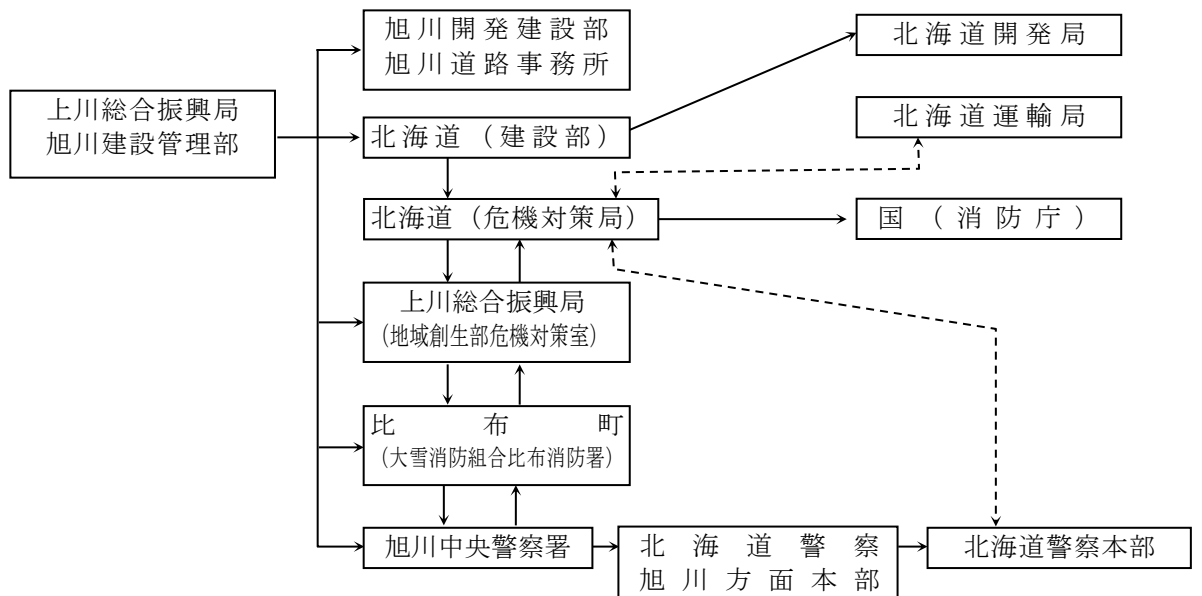 旭川開発建設部
旭川道路事務所
北海道開発局
上川総合振興局
旭川建設管理部
北海道（建設部）
北海道運輸局
北海道（危機対策局）
国（消防庁）
上川総合振興局
（地域創生部危機対策室）
比布町
（大雪消防組合比布消防署）
旭川中央警察署
北海道警察
旭川方面本部
北海道警察本部